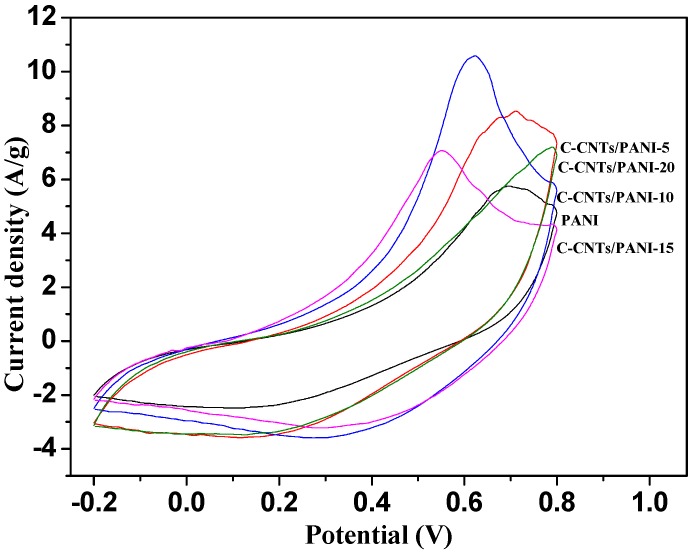 12
10
8
6
4
2
0
-2
-4
Current density (A/g)
C-CNTs/PANI-5
C-CNTs/PANI-20
C-CNTs/PANI-10
PANI
C-CNTs/PANI-15
-0.2 0.0 0.2 0.4 0.6 0.8 1.0
Potential (V)